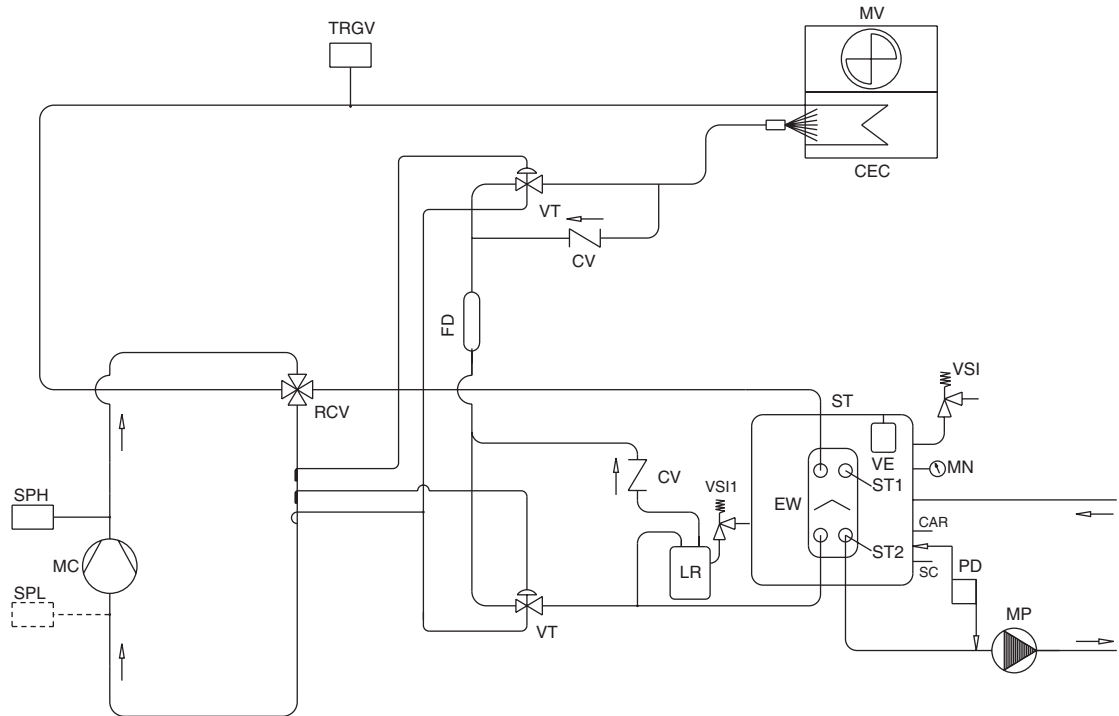 MV
TRGV
CEC
VT
CV
FD
VSI
RCV
ST
VE
MN
CV
ST1
SPH
VSI1
EW
CAR
ST2
MC
LR
SC
PD
SPL
MP
VT